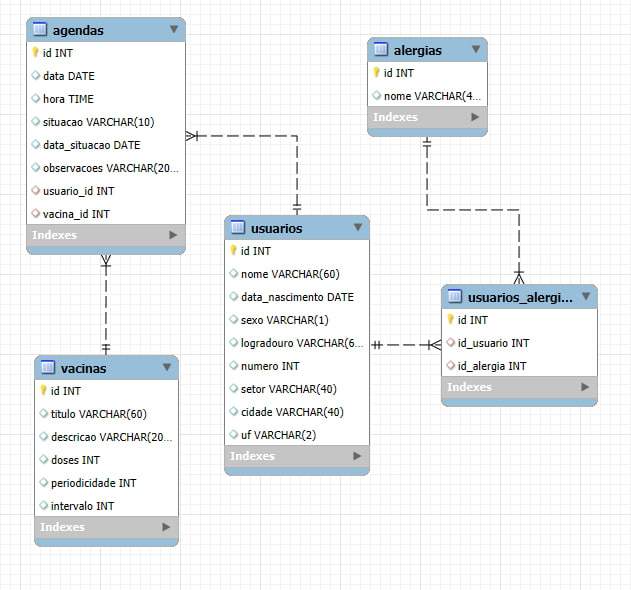 agendas
id INT
data DATE
hora TIME
situacao VARCHAR(10)
data_situacao DATE
observacoes VARCHAR(20...
usuario_id INT
vacina_id INT
Indexes
alergias
id INT
nome VARCHAR(4...
Indexes
usuarios
id INT
nome VARCHAR(60)
data_nascimento DATE
sexo VARCHAR(1)
logradouro VARCHAR(6...
numero INT
setor VARCHAR(40)
cidade VARCHAR(40)
uf VARCHAR(2)
Indexes
usuarios_alergi...
id INT
id_usuario INT
id_alergia INT
Indexes
vacinas
id INT
titulo VARCHAR(60)
descricao VARCHAR(20...
doses INT
periodicidade INT
intervalo INT
Indexes